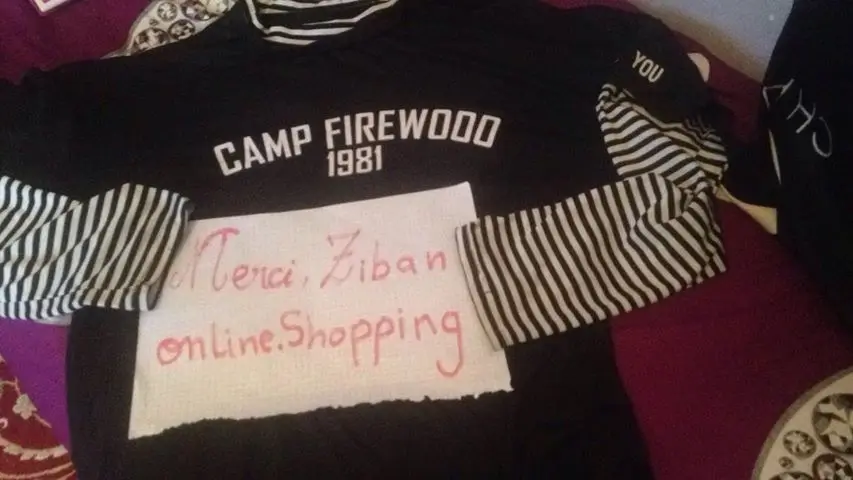 CAMP FIREWOOD
1981
YOU
Merci, Ziban
online.Shopping